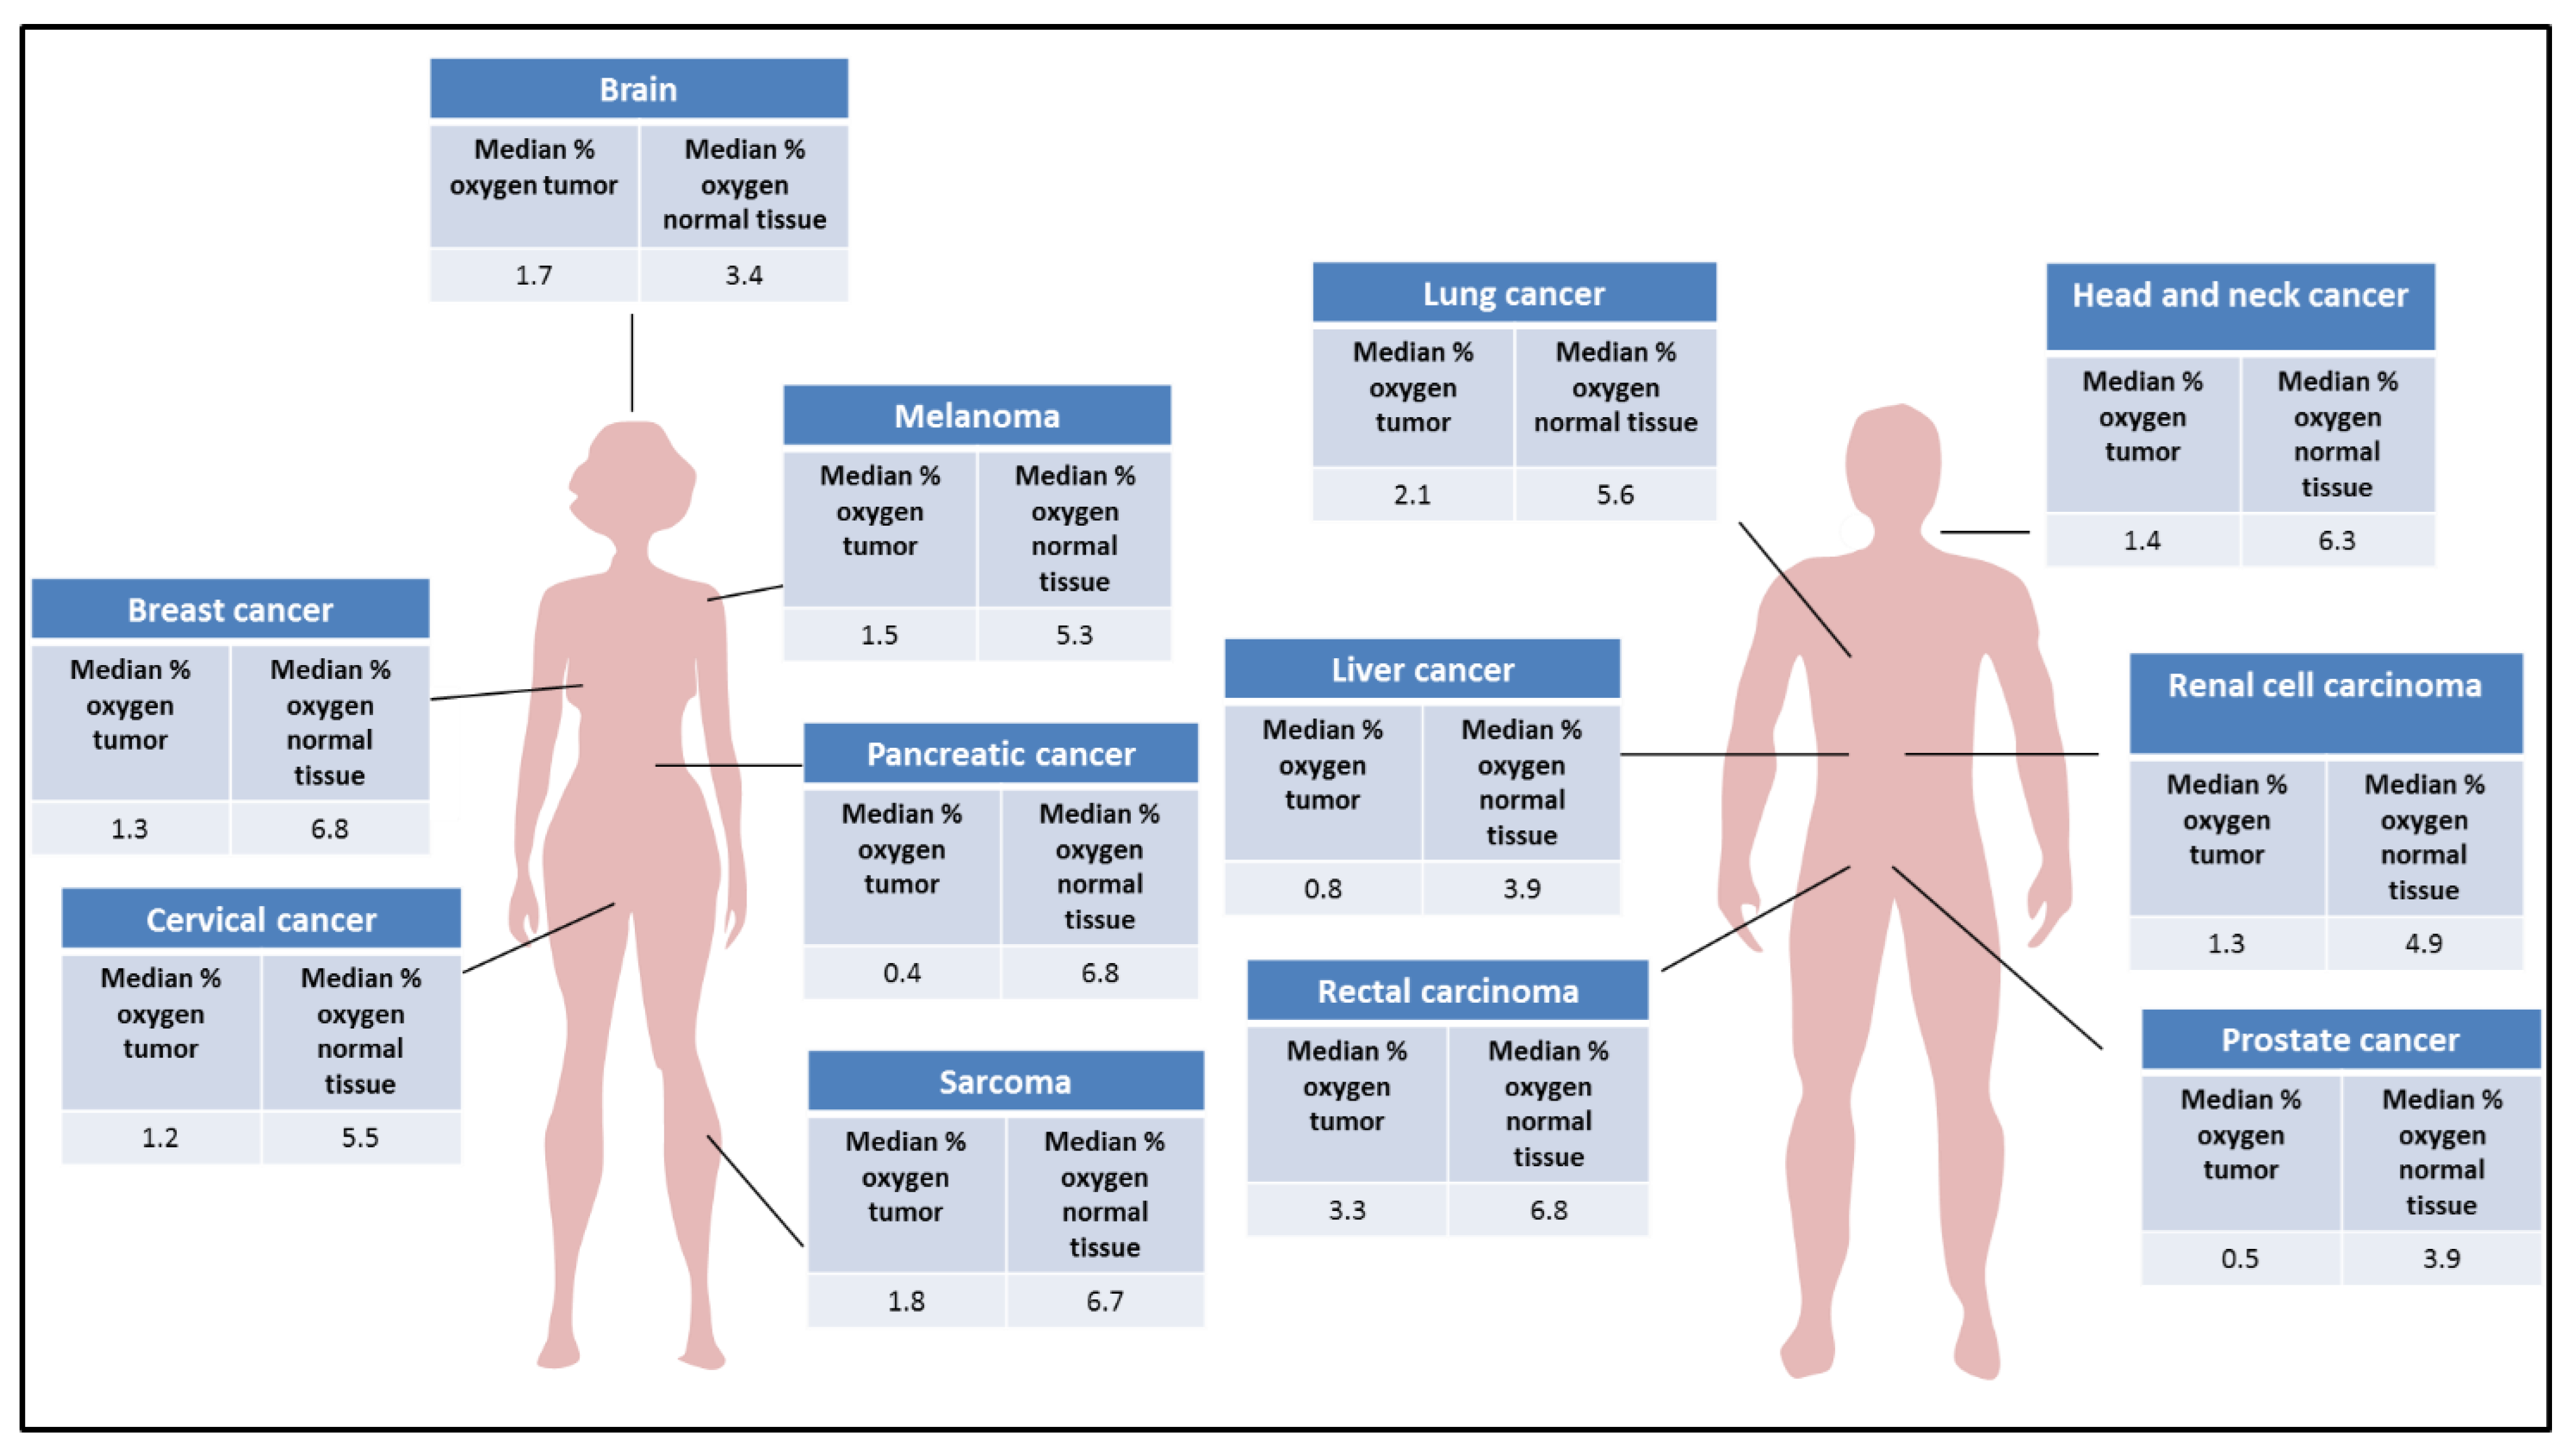 Brain
Median %
oxygen tumor
Median %
oxygen
normal tissue
1.7
3.4
Melanoma
Median %
oxygen
tumor
Median %
oxygen
normal
tissue
1.5
5.3
Breast cancer
Median %
oxygen
tumor
Median %
oxygen
normal
tissue
1.3
6.8
Pancreatic cancer
Median %
oxygen
tumor
Median %
oxygen
normal
tissue
0.4
6.8
Cervical cancer
Median %
oxygen
tumor
Median %
oxygen
normal
tissue
1.2
5.5
Sarcoma
Median %
oxygen
tumor
Median %
oxygen
normal
tissue
1.8
6.7
Lung cancer
Median %
oxygen
tumor
Median %
oxygen
normal tissue
2.1
5.6
Head and neck cancer
Median %
oxygen
tumor
Median %
oxygen
normal
tissue
1.4
6.3
Liver cancer
Median %
oxygen
tumor
Median %
oxygen
normal
tissue
0.8
3.9
Renal cell carcinoma
Median %
oxygen
tumor
Median %
oxygen
normal
tissue
1.3
4.9
Rectal carcinoma
Median %
oxygen
tumor
Median %
oxygen
normal
tissue
3.3
6.8
Prostate cancer
Median %
oxygen
tumor
Median %
oxygen
normal
tissue
0.5
3.9